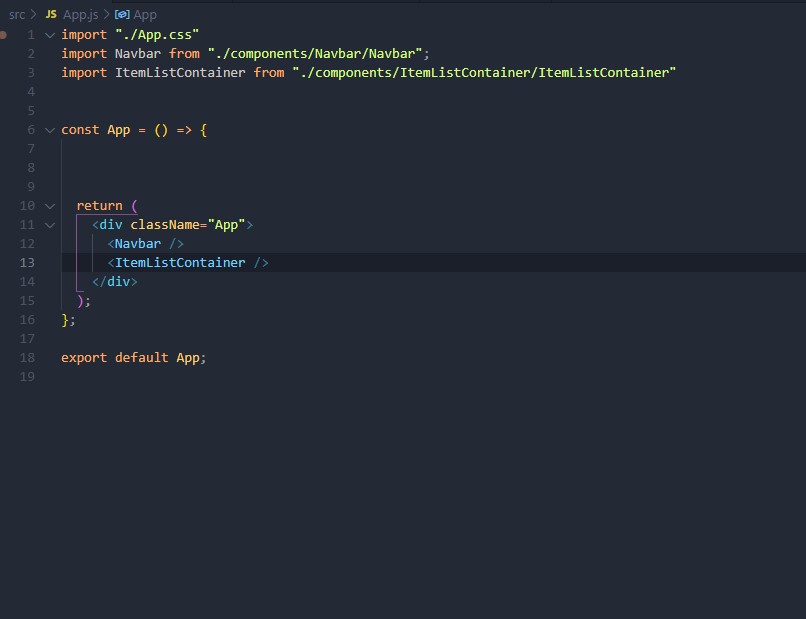 src > JS App.js > App
1 import "./App.css"
2 import Navbar from "./components/Navbar/Navbar";
3 import ItemListContainer from "./components/ItemListContainer/ItemListContainer"
4
5
6 const App = () => {
7
8
9
10   return (
11     <div className="App">
12       <Navbar />
13       <ItemListContainer />
14     </div>
15   );
16 };
17
18 export default App;
19